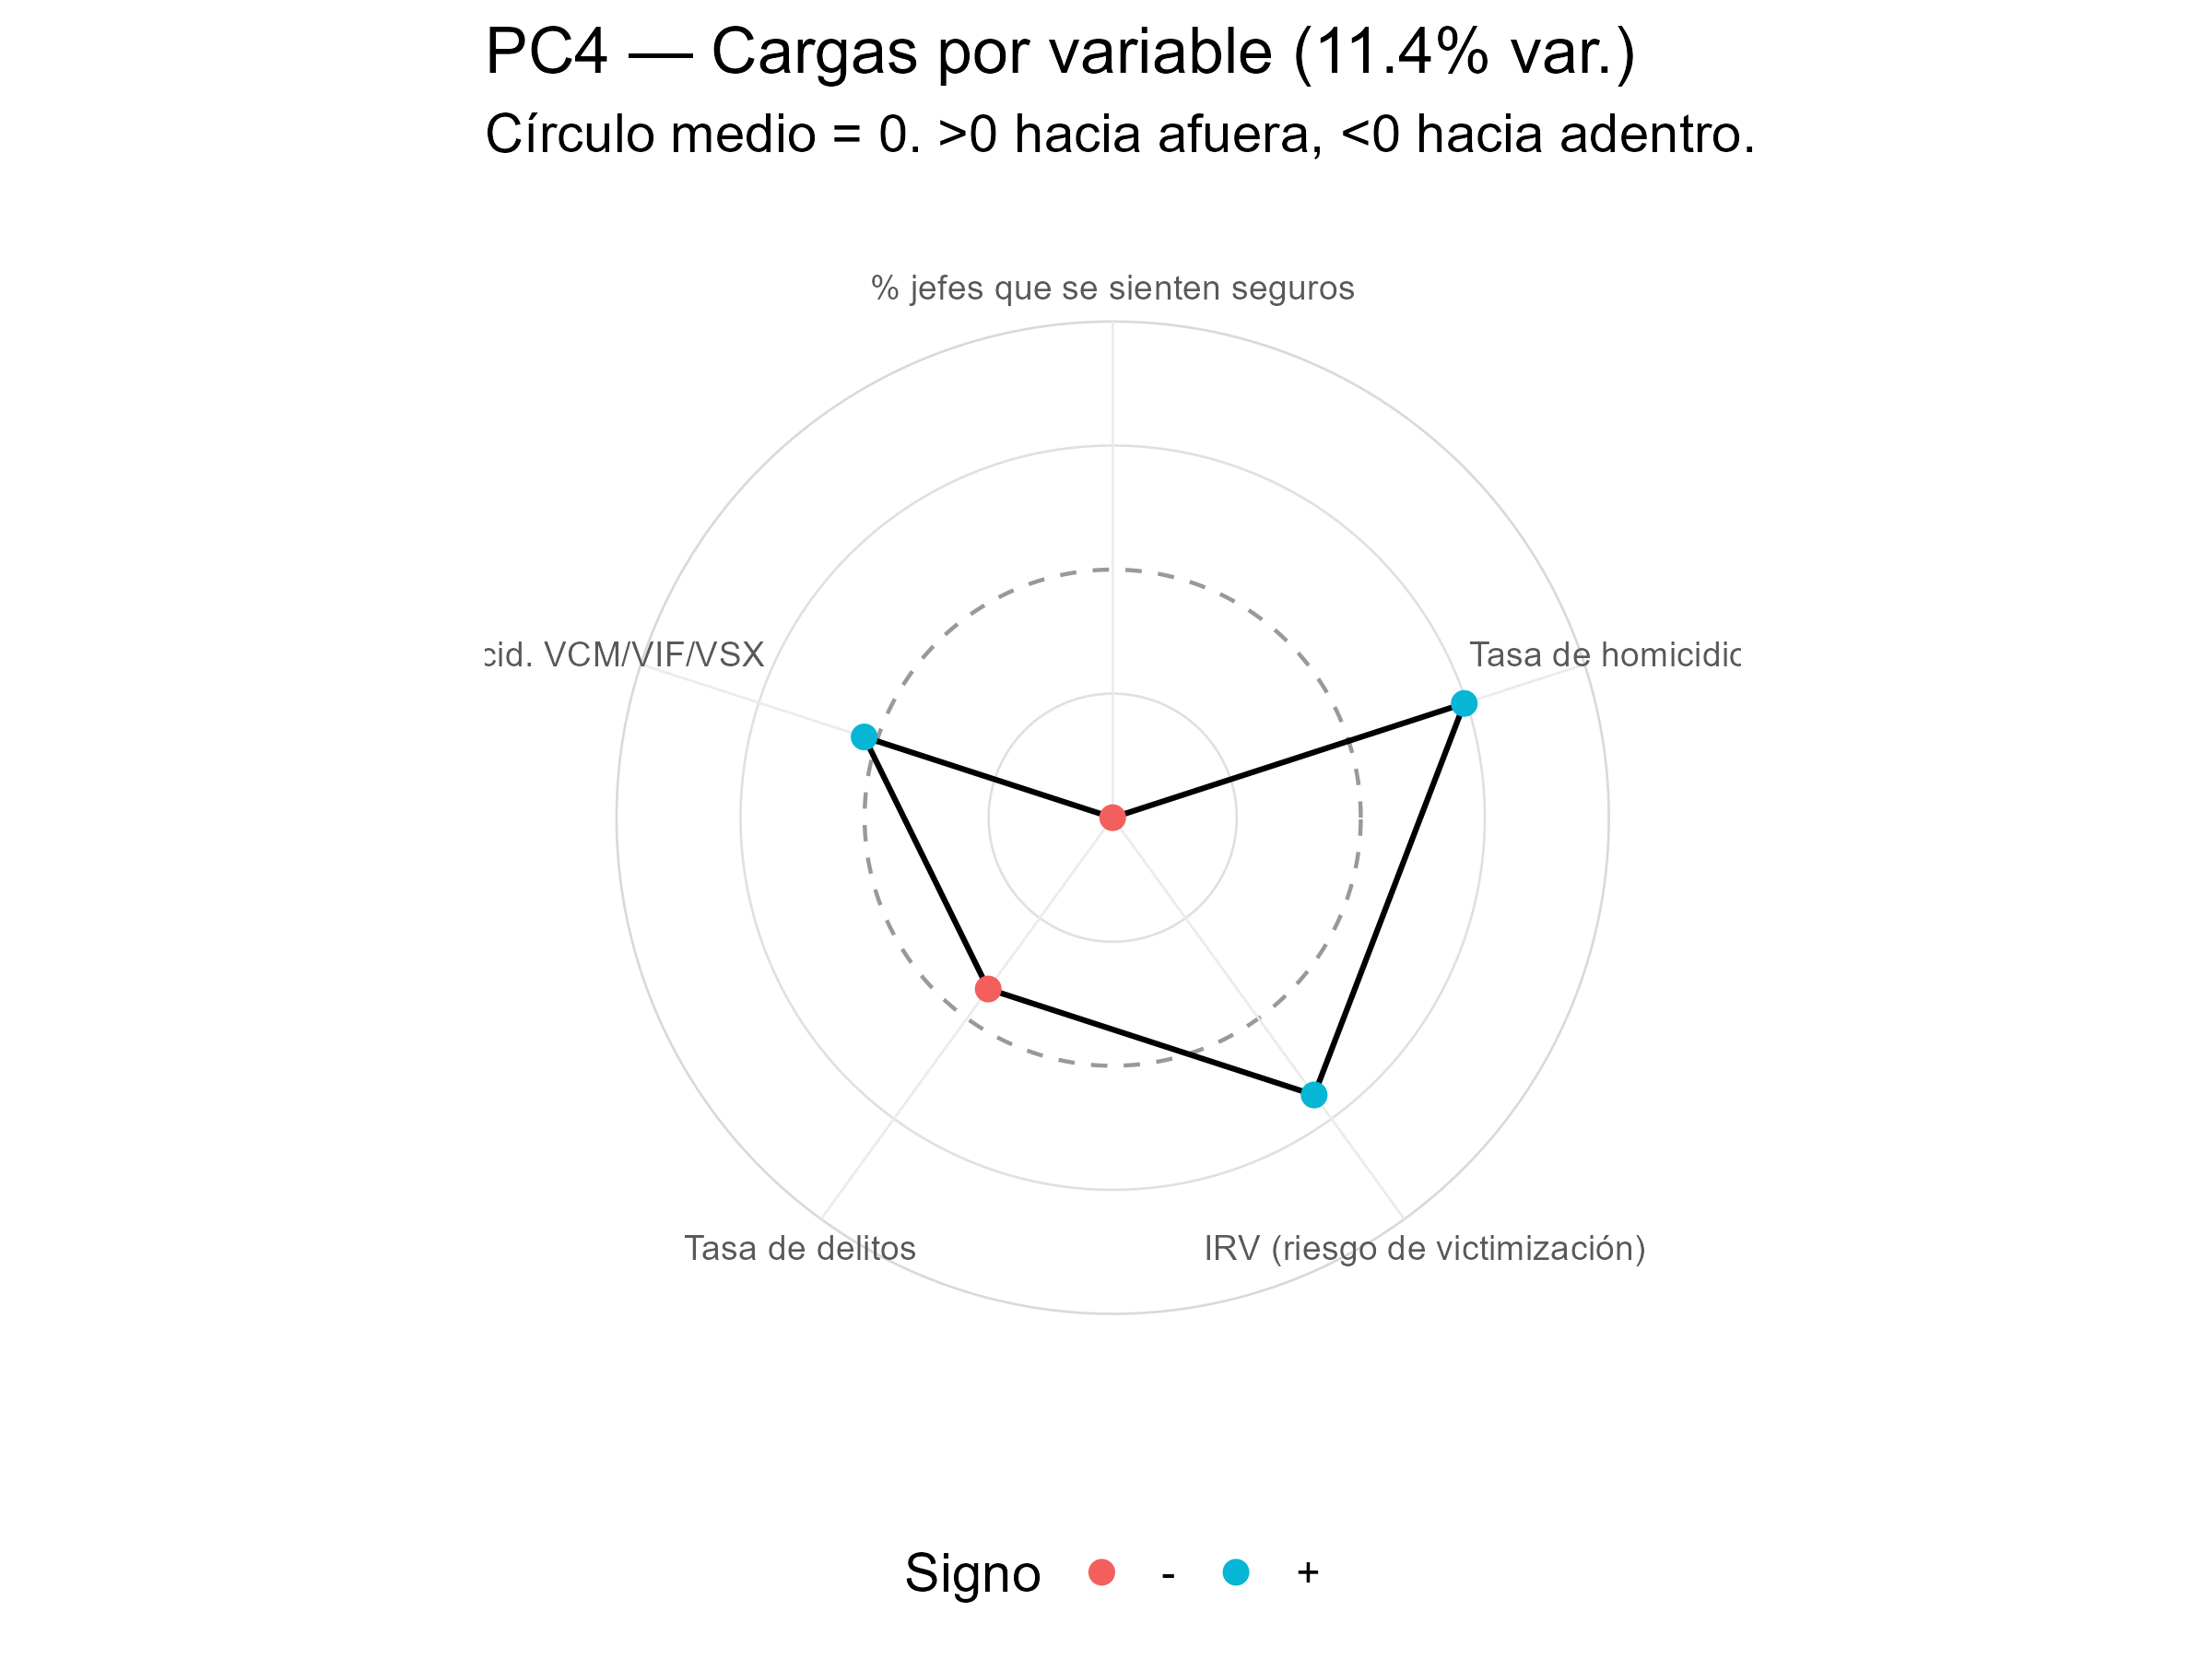 PC4 — Cargas por variable (11.4% var.)
Círculo medio = 0. >0 hacia afuera, <0 hacia adentro.
% jefes que se sienten seguros
cid. VCM/VIF/VSX
Tasa de homicidio
Tasa de delitos
IRV (riesgo de victimización)
Signo - +